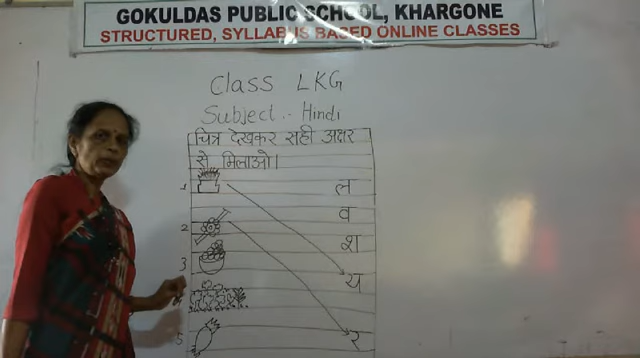 GOKULDAS PUBLIC SCHOOL, KHARGONE
STRUCTURED, SYLLABUS BASED ONLINE CLASSES
Class LKG
Subject :- Hindi
चित्र देखकर सही अक्षर
से मिलाओ।
1 ल
2 व
श
3 य
5 र